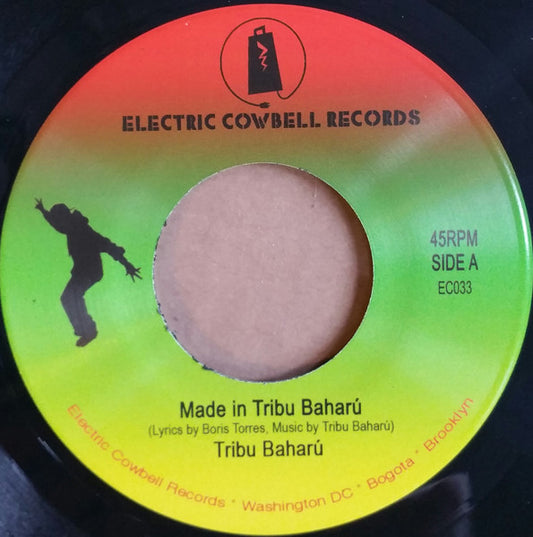 ELECTRIC COWBELL RECORDS
45RPM
SIDE A
EC033
Made in Tribu Baharú
(Lyrics by Boris Torres, Music by Tribu Baharú)
Tribu Baharú
Electric Cowbell Records * Washington DC * Bogota * Brooklyn